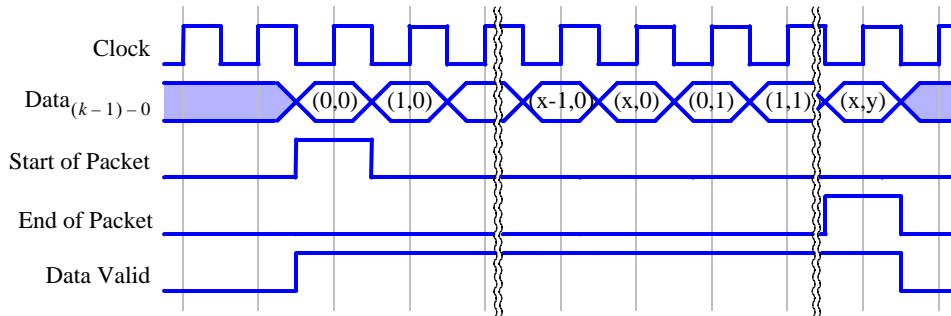 Clock
Data(k − 1) − 0 (0,0) (1,0) (x-1,0) (x,0) (0,1) (1,1) (x,y)
Start of Packet
End of Packet
Data Valid